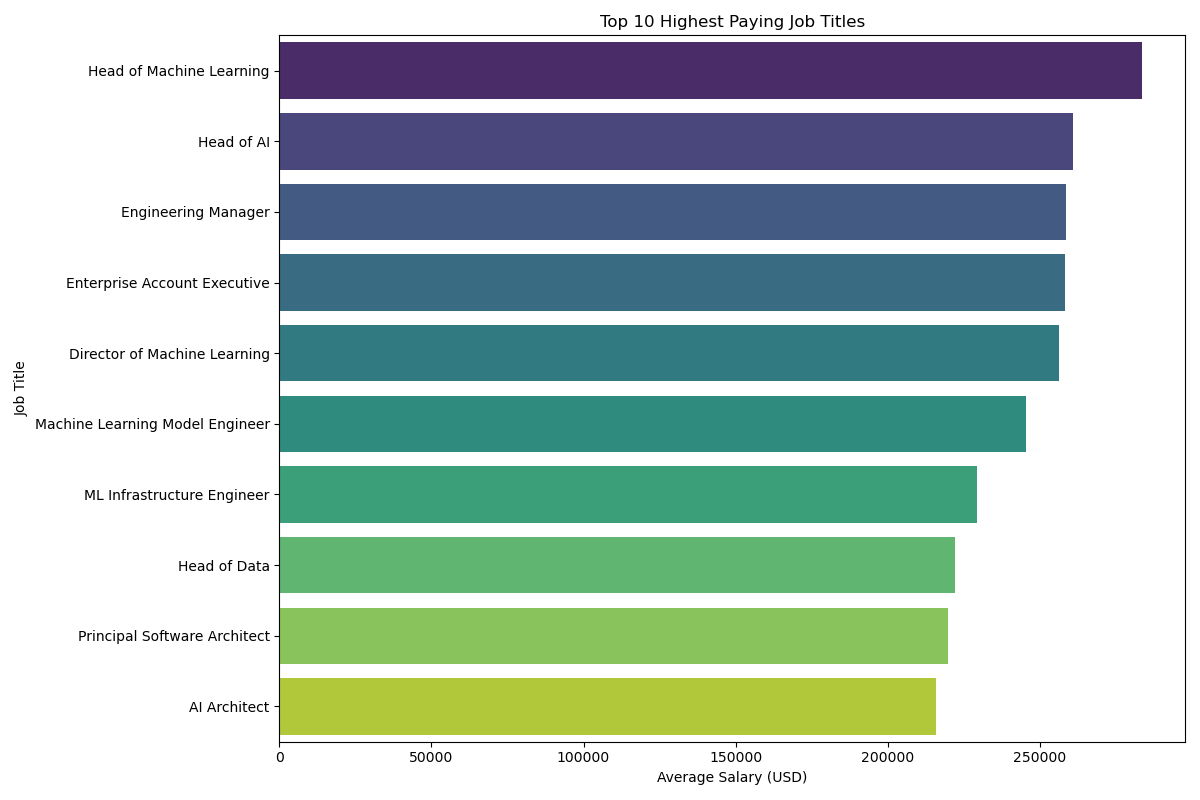 Top 10 Highest Paying Job Titles
Job Title
Head of Machine Learning
Head of AI
Engineering Manager
Enterprise Account Executive
Director of Machine Learning
Machine Learning Model Engineer
ML Infrastructure Engineer
Head of Data
Principal Software Architect
AI Architect
0 50000 100000 150000 200000 250000
Average Salary (USD)